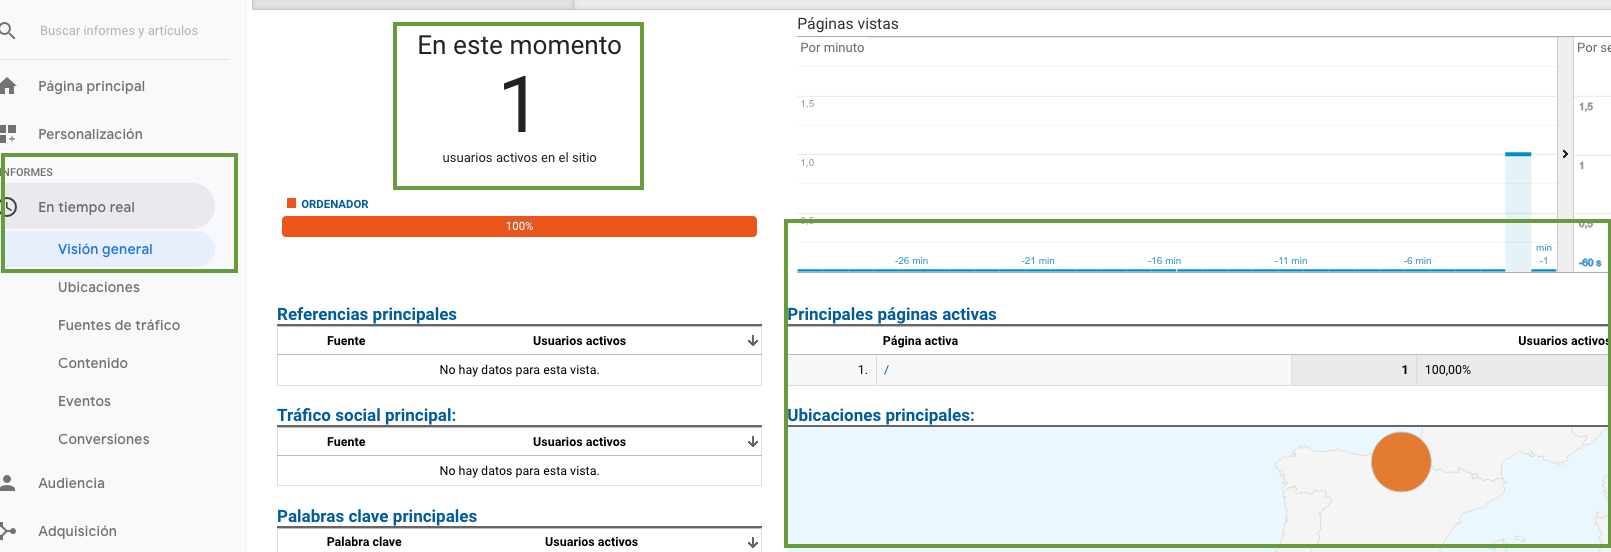 Buscar informes y artículos
Página principal
Personalización
INFORMES
En tiempo real
Visión general
Ubicaciones
Fuentes de tráfico
Contenido
Eventos
Conversiones
Audiencia
Adquisición
En este momento
1
usuarios activos en el sitio
ORDENADOR
100%
Referencias principales
Fuente Usuarios activos
No hay datos para esta vista.
Tráfico social principal:
Fuente Usuarios activos
No hay datos para esta vista.
Palabras clave principales
Palabra clave Usuarios activos
Páginas vistas
Por minuto
1,5
1,0
0,5
-26 min -21 min -16 min -11 min -6 min min
-1
Por se
1,5
1
0,5
-60 s
Principales páginas activas
Página activa Usuarios activos
1. / 1 100,00%
Ubicaciones principales: